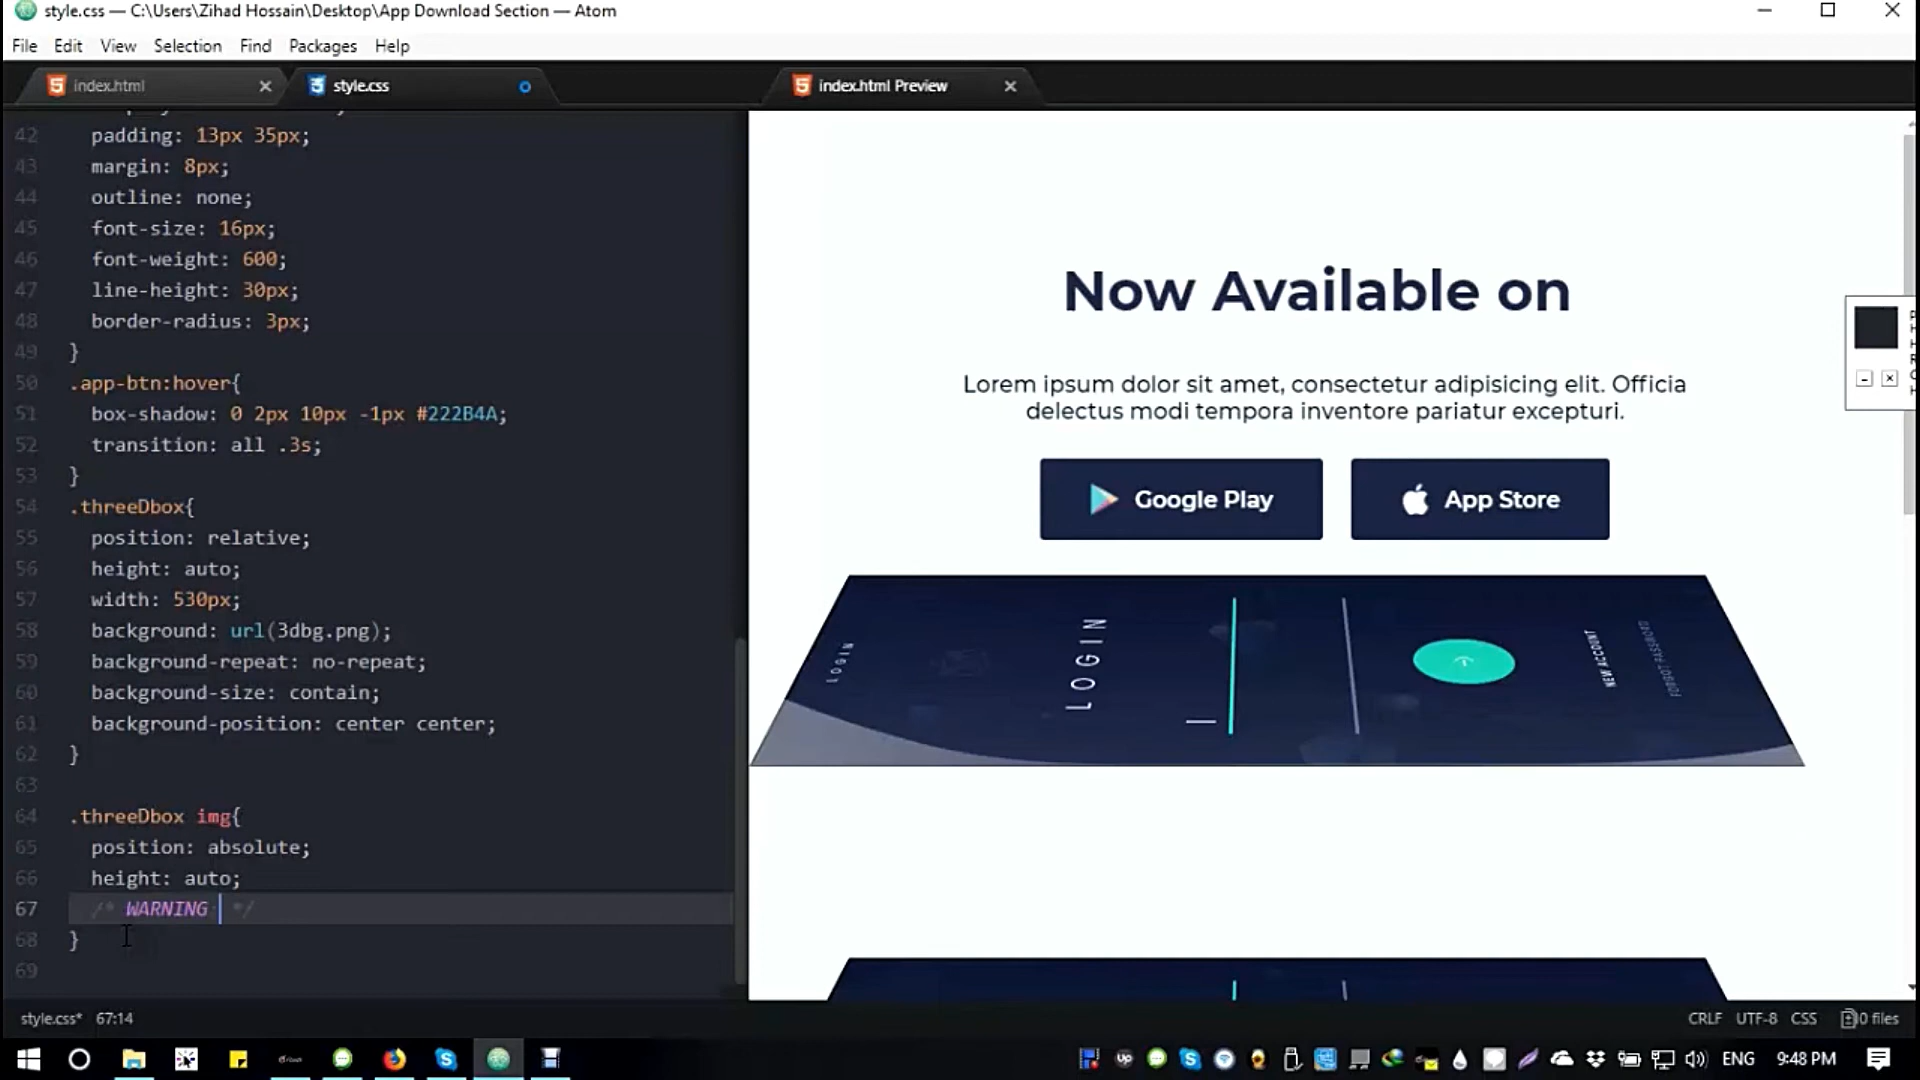 style.css — C:\Users\Zihad Hossain\Desktop\App Download Section — Atom
File Edit View Selection Find Packages Help
index.html
style.css
index.html Preview
42 padding: 13px 35px;
43 margin: 8px;
44 outline: none;
45 font-size: 16px;
46 font-weight: 600;
47 line-height: 30px;
48 border-radius: 3px;
49 }
50 .app-btn:hover{
51 box-shadow: 0 2px 10px -1px #222B4A;
52 transition: all .3s;
53 }
54 .threeDbox{
55 position: relative;
56 height: auto;
57 width: 530px;
58 background: url(3dbg.png);
59 background-repeat: no-repeat;
60 background-size: contain;
61 background-position: center center;
62 }
63
64 .threeDbox img{
65 position: absolute;
66 height: auto;
67 /* WARNING */
68 }
69
Now Available on
Lorem ipsum dolor sit amet, consectetur adipisicing elit. Officia
delectus modi tempora inventore pariatur excepturi.
Google Play
App Store
LOGIN
LOGIN
NEW ACCOUNT
FORGOT PASSWORD
style.css* 67:14
CRLF UTF-8 CSS 0 files
Up
ENG 9:48 PM